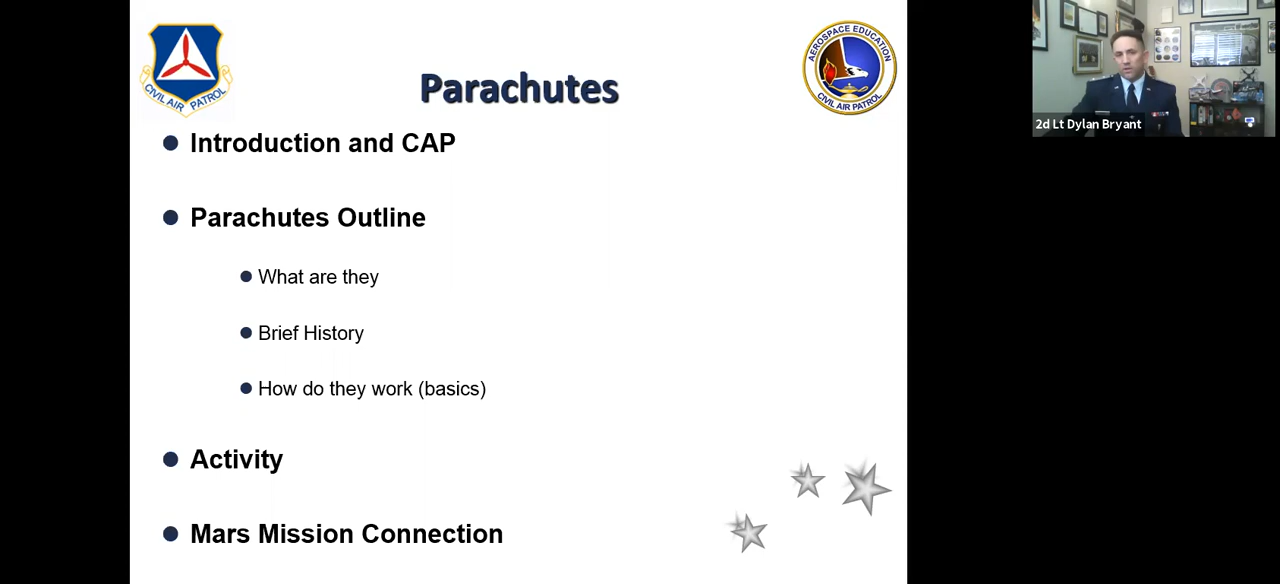 CIVIL AIR PATROL
Parachutes
AEROSPACE EDUCATION
CIVIL AIR PATROL
Introduction and CAP
Parachutes Outline
What are they
Brief History
How do they work (basics)
Activity
Mars Mission Connection
2d Lt Dylan Bryant